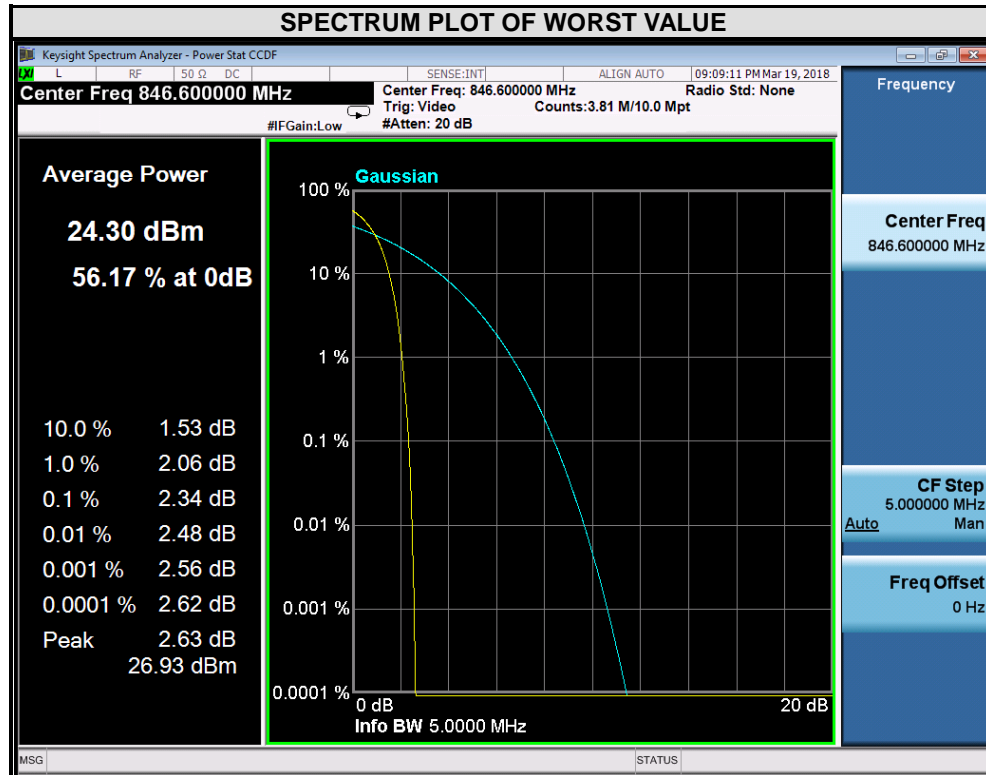 SPECTRUM PLOT OF WORST VALUE
Keysight Spectrum Analyzer - Power Stat CCDF
LXI L RF 50 Ω DC SENSE:INT ALIGN AUTO 09:09:11 PM Mar 19, 2018
Center Freq 846.600000 MHz
Center Freq: 846.600000 MHz Radio Std: None
Trig: Video Counts:3.81 M/10.0 Mpt
#IFGain:Low #Atten: 20 dB
Frequency
Average Power
24.30 dBm
56.17 % at 0dB
10.0 % 1.53 dB
1.0 % 2.06 dB
0.1 % 2.34 dB
0.01 % 2.48 dB
0.001 % 2.56 dB
0.0001 % 2.62 dB
Peak 2.63 dB
26.93 dBm
Gaussian
100 %
10 %
1 %
0.1 %
0.01 %
0.001 %
0.0001 %
0 dB 20 dB
Info BW 5.0000 MHz
Center Freq
846.600000 MHz
CF Step
5.000000 MHz
Auto Man
Freq Offset
0 Hz
MSG STATUS